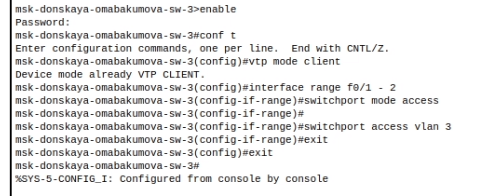 msk-donskaya-omabakumova-sw-3>enable
Password:
msk-donskaya-omabakumova-sw-3#conf t
Enter configuration commands, one per line.  End with CNTL/Z.
msk-donskaya-omabakumova-sw-3(config)#vtp mode client
Device mode already VTP CLIENT.
msk-donskaya-omabakumova-sw-3(config)#interface range f0/1 - 2
msk-donskaya-omabakumova-sw-3(config-if-range)#switchport mode access
msk-donskaya-omabakumova-sw-3(config-if-range)#
msk-donskaya-omabakumova-sw-3(config-if-range)#switchport access vlan 3
msk-donskaya-omabakumova-sw-3(config-if-range)#exit
msk-donskaya-omabakumova-sw-3(config)#exit
msk-donskaya-omabakumova-sw-3#
%SYS-5-CONFIG_I: Configured from console by console